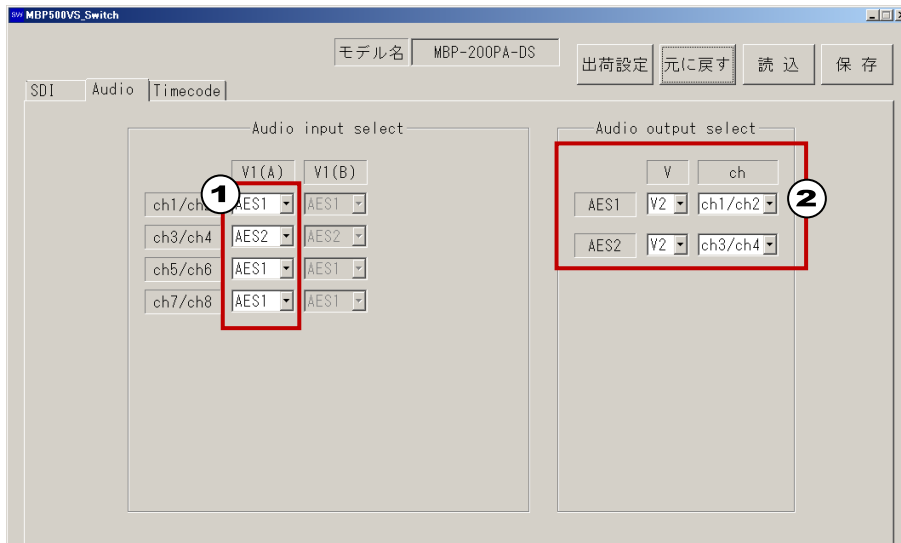 MBP500VS_Switch
モデル名 MBP-200PA-DS 出荷設定 元に戻す 読 込 保 存
SDI Audio Timecode
Audio input select Audio output select
V1(A) V1(B) V ch
1 2
ch1/ch AES1 AES1 AES1 V2 ch1/ch2
ch3/ch4 AES2 AES2 AES2 V2 ch3/ch4
ch5/ch6 AES1 AES1
ch7/ch8 AES1 AES1